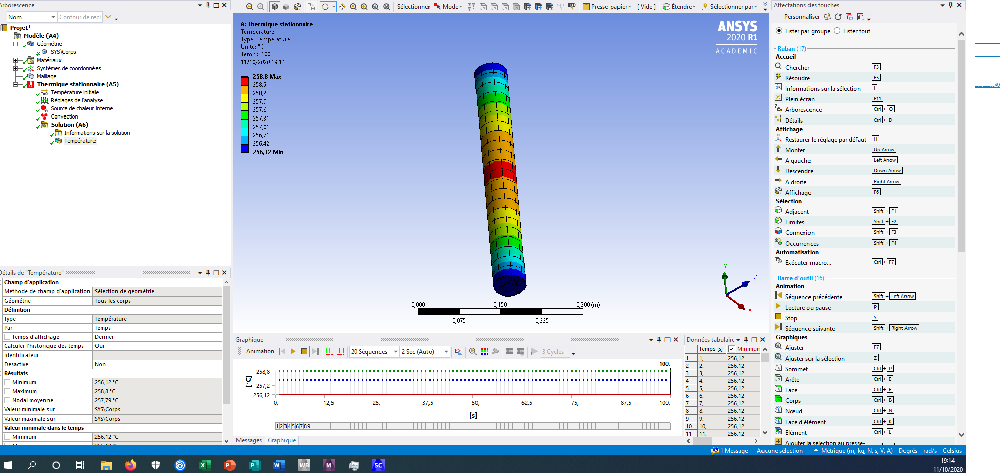 Arborescence
Nom
Contour de rech
Projet*
Modèle (A4)
Géométrie
SYS\Corps
Matériaux
Systèmes de coordonnées
Maillage
Thermique stationnaire (A5)
T=0 Température initiale
Réglages de l'analyse
Source de chaleur interne
Convection
Solution (A6)
Informations sur la solution
Température
Détails de "Température"
Champ d'application
Méthode de champ d'application Sélection de géométrie
Géométrie Tous les corps
Définition
Type Température
Par Temps
Temps d'affichage Dernier
Calculer l'historique des temps Oui
Identificateur
Désactivé Non
Résultats
Minimum 256,12 °C
Maximum 258,8 °C
Nodal moyenné 257,79 °C
Valeur minimale sur SYS\Corps
Valeur maximale sur SYS\Corps
Valeur minimale dans le temps
Minimum 256,12 °C
Maximum 256,12 °C
Sélectionner Mode Presse-papier [ Vide ] Étendre Sélectionner par
A: Thermique stationnaire
Température
Type: Température
Unité: °C
Temps: 100
11/10/2020 19:14
258,8 Max
258,5
258,2
257,91
257,61
257,31
257,01
256,71
256,42
256,12 Min
ANSYS
2020 R1
ACADEMIC
0,000 0,150 0,300 (m)
0,075 0,225
Y
Z
X
Graphique
Animation 20 Séquences 2 Sec (Auto) 3 Cycles
100,
258,8
257,2
256,12
[°C]
0, 12,5 25, 37,5 50, 62,5 75, 87,5 100,
[s]
1 2 3 4 5 6 7 8 9
Messages Graphique
Données tabulaire
Temps [s] Minimum
1 1, 256,12
2 2, 256,12
3 3, 256,12
4 4, 256,12
5 5, 256,12
6 6, 256,12
7 7, 256,12
8 8, 256,12
9 9, 256,12
10 10, 256,12
11 11, 256,12
Affectations des touches
Personnaliser
Lister par groupe Lister tout
Ruban (17)
Accueil
Chercher F3
Résoudre F5
Informations sur la sélection I
Plein écran F11
Arborescence Ctrl + O
Détails Ctrl + D
Affichage
Restaurer le réglage par défaut H
Monter Up Arrow
A gauche Left Arrow
Descendre Down Arrow
A droite Right Arrow
Affichage F6
Sélection
Adjacent Shift + F1
Limites Shift + F2
Connexion Shift + F3
Occurrences Shift + F4
Automatisation
Exécuter macro... Ctrl + F7
Barre d'outil (16)
Animation
Séquence précédente Shift + Left Arrow
Lecture ou pause P
Stop S
Séquence suivante Shift + Right Arrow
Graphiques
Ajuster F7
Ajuster sur la sélection Z
Sommet Ctrl + P
Arête Ctrl + E
Face Ctrl + F
Corps Ctrl + B
Nœud Ctrl + N
Face d'élément Ctrl + K
Elément Ctrl + L
Ajouter la sélection au presse-
1 Message Aucune sélection Métrique (m, kg, N, s, V, A) Degrés rad/s Celsius
WB M SC
19:14
11/10/2020